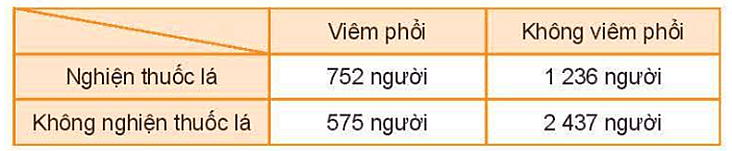 Viêm phổi Không viêm phổi
Nghiện thuốc lá 752 người 1 236 người
Không nghiện thuốc lá 575 người 2 437 người